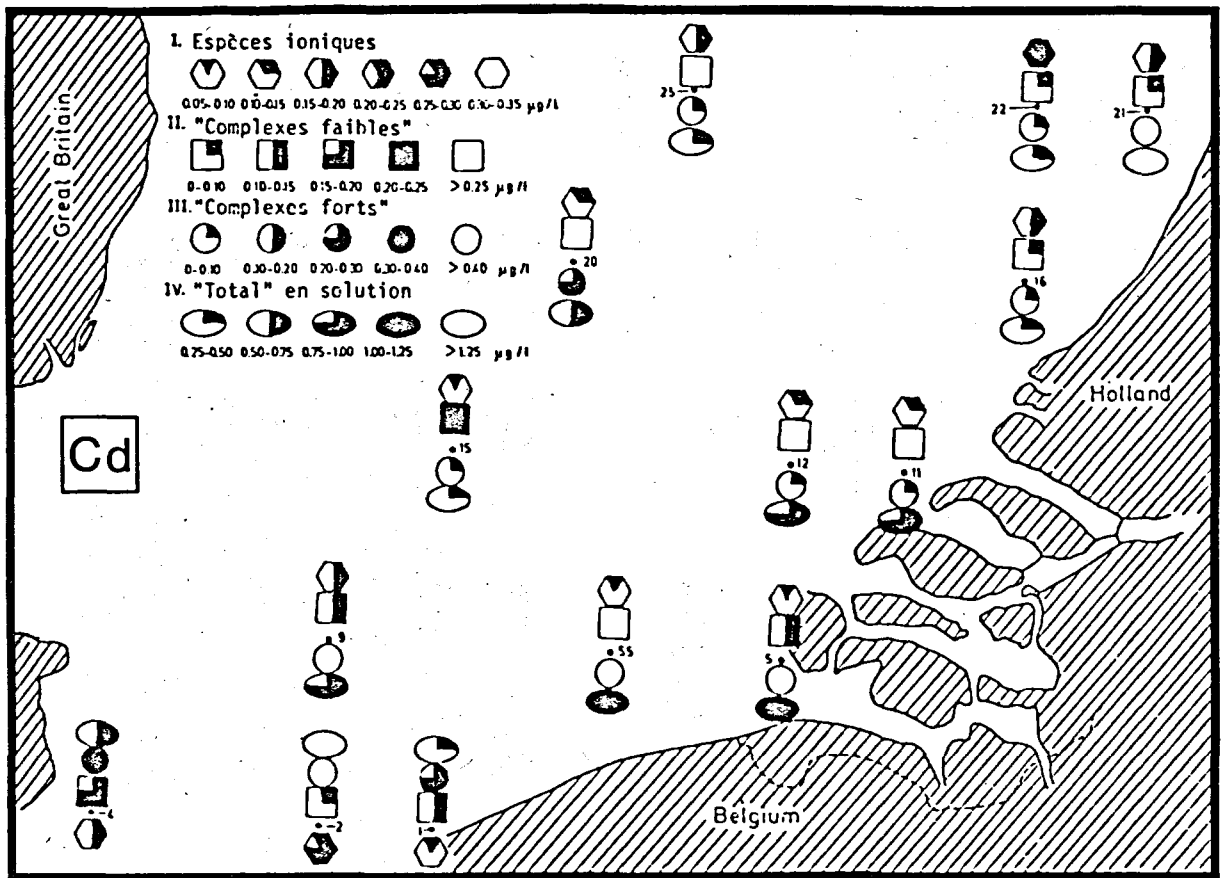 I. Espèces ioniques
0.05-0.10 0.10-0.15 0.15-0.20 0.20-0.25 0.25-0.30 0.30-0.35 µg/l
II. "Complexes faibles"
0-0.10 0.10-0.15 0.15-0.20 0.20-0.25 >0.25 µg/l
III. "Complexes forts"
0-0.10 0.10-0.20 0.20-0.30 0.30-0.40 >0.40 µg/l
IV. "Total" en solution
0.25-0.50 0.50-0.75 0.75-1.00 1.00-1.25 >1.25 µg/l
Great Britain
25
22
21
20
16
Holland
Cd
15
12
11
9
55
5
4
2
1
Belgium